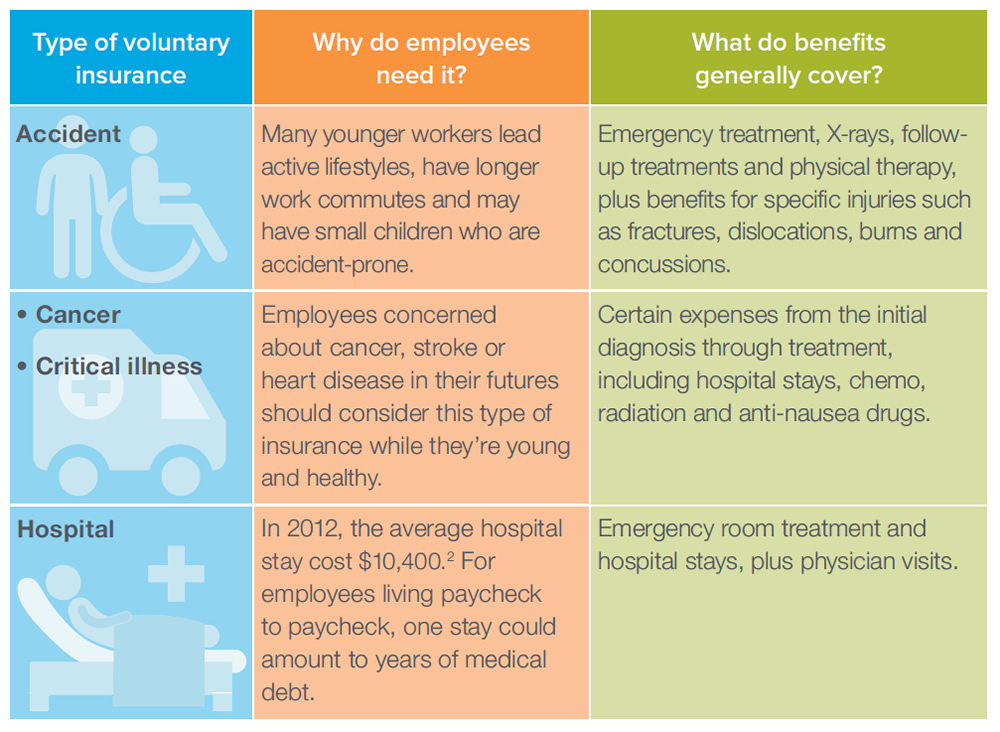 Type of voluntary
insurance
Why do employees
need it?
What do benefits
generally cover?
Accident
Many younger workers lead
active lifestyles, have longer
work commutes and may
have small children who are
accident-prone.
Emergency treatment, X-rays, follow-
up treatments and physical therapy,
plus benefits for specific injuries such
as fractures, dislocations, burns and
concussions.
• Cancer
• Critical illness
Employees concerned
about cancer, stroke or
heart disease in their futures
should consider this type of
insurance while they’re young
and healthy.
Certain expenses from the initial
diagnosis through treatment,
including hospital stays, chemo,
radiation and anti-nausea drugs.
Hospital
In 2012, the average hospital
stay cost $10,400.² For
employees living paycheck
to paycheck, one stay could
amount to years of medical
debt.
Emergency room treatment and
hospital stays, plus physician visits.